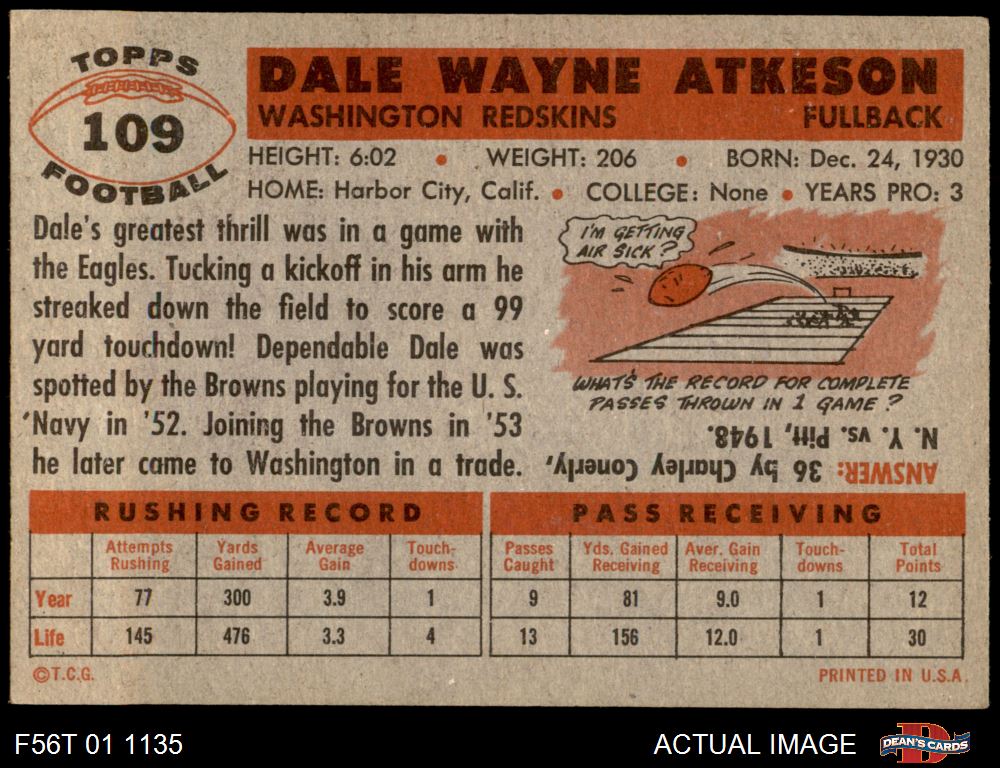 TOPPS
109
FOOTBALL
DALE WAYNE ATKESON
WASHINGTON REDSKINS FULLBACK
HEIGHT: 6:02 • WEIGHT: 206 • BORN: Dec. 24, 1930
HOME: Harbor City, Calif. • COLLEGE: None • YEARS PRO: 3
Dale's greatest thrill was in a game with
the Eagles. Tucking a kickoff in his arm he
streaked down the field to score a 99
yard touchdown! Dependable Dale was
spotted by the Browns playing for the U. S.
Navy in '52. Joining the Browns in '53
he later came to Washington in a trade.
I'M GETTING
AIR SICK?
WHAT'S THE RECORD FOR COMPLETE
PASSES THROWN IN 1 GAME?
ANSWER: 36 by Charley Conerly,
N. Y. vs. Pitt, 1948.
RUSHING RECORD
Attempts Rushing Yards Gained Average Gain Touch-downs
Year 77 300 3.9 1
Life 145 476 3.3 4
PASS RECEIVING
Passes Caught Yds. Gained Receiving Aver. Gain Receiving Touch-downs Total Points
9 81 9.0 1 12
13 156 12.0 1 30
©T.C.G. PRINTED IN U.S.A.
F56T 01 1135 ACTUAL IMAGE DEAN'S CARDS